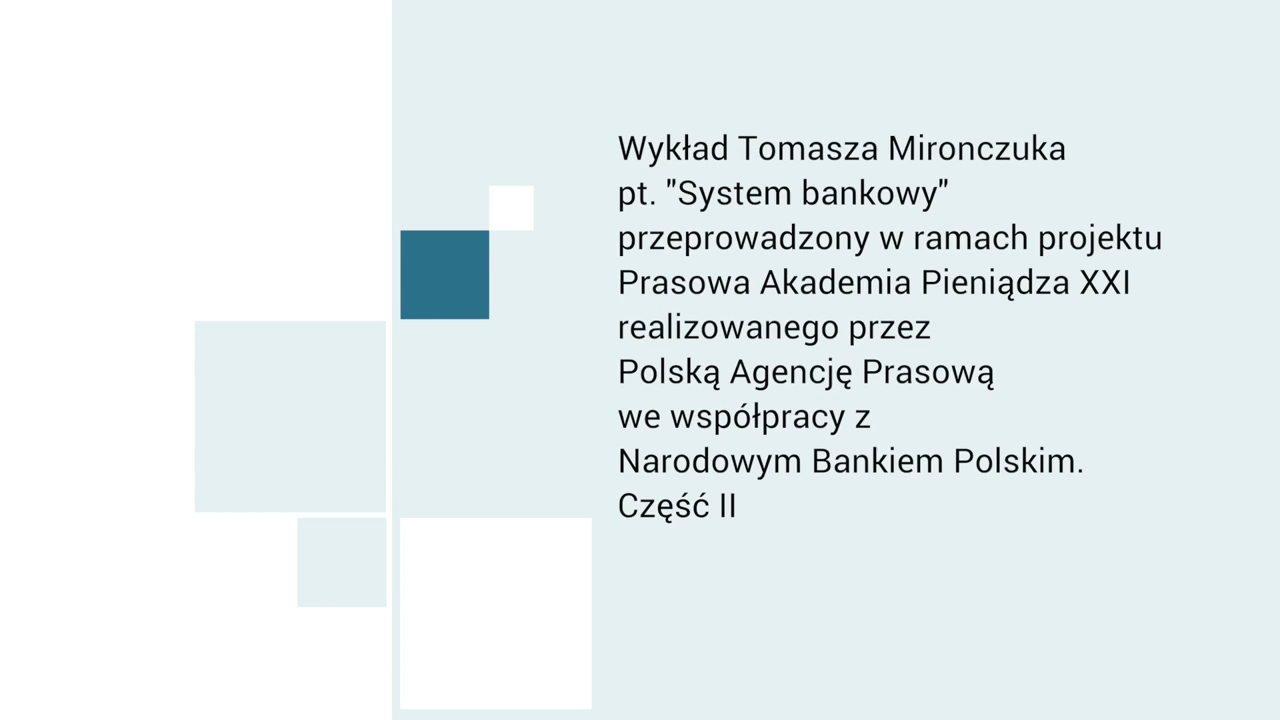 Wykład Tomasza Mironczuka
pt. "System bankowy"
przeprowadzony w ramach projektu
Prasowa Akademia Pieniądza XXI
realizowanego przez
Polską Agencję Prasową
we współpracy z
Narodowym Bankiem Polskim.
Część II